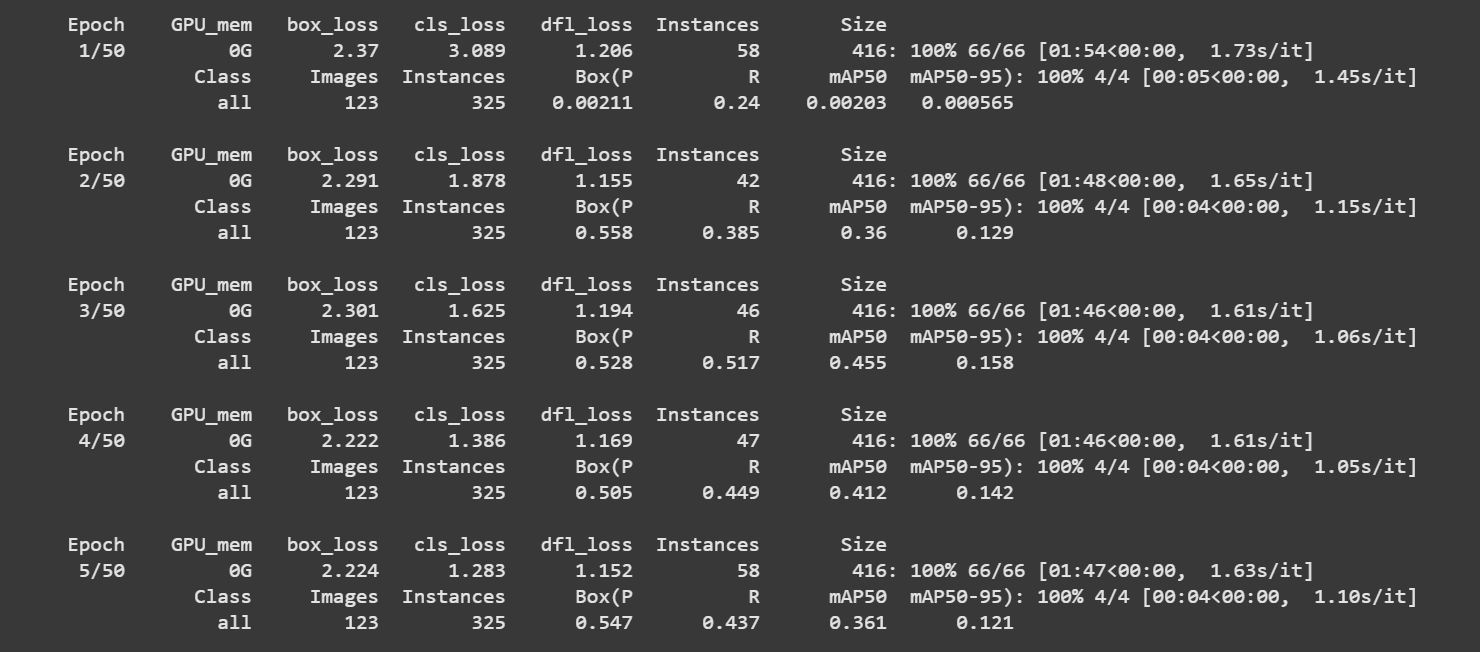 Epoch GPU_mem box_loss cls_loss dfl_loss Instances Size
1/50 0G 2.37 3.089 1.206 58 416: 100% 66/66 [01:54<00:00, 1.73s/it]
Class Images Instances Box(P R mAP50 mAP50-95): 100% 4/4 [00:05<00:00, 1.45s/it]
all 123 325 0.00211 0.24 0.00203 0.000565
Epoch GPU_mem box_loss cls_loss dfl_loss Instances Size
2/50 0G 2.291 1.878 1.155 42 416: 100% 66/66 [01:48<00:00, 1.65s/it]
Class Images Instances Box(P R mAP50 mAP50-95): 100% 4/4 [00:04<00:00, 1.15s/it]
all 123 325 0.558 0.385 0.36 0.129
Epoch GPU_mem box_loss cls_loss dfl_loss Instances Size
3/50 0G 2.301 1.625 1.194 46 416: 100% 66/66 [01:46<00:00, 1.61s/it]
Class Images Instances Box(P R mAP50 mAP50-95): 100% 4/4 [00:04<00:00, 1.06s/it]
all 123 325 0.528 0.517 0.455 0.158
Epoch GPU_mem box_loss cls_loss dfl_loss Instances Size
4/50 0G 2.222 1.386 1.169 47 416: 100% 66/66 [01:46<00:00, 1.61s/it]
Class Images Instances Box(P R mAP50 mAP50-95): 100% 4/4 [00:04<00:00, 1.05s/it]
all 123 325 0.505 0.449 0.412 0.142
Epoch GPU_mem box_loss cls_loss dfl_loss Instances Size
5/50 0G 2.224 1.283 1.152 58 416: 100% 66/66 [01:47<00:00, 1.63s/it]
Class Images Instances Box(P R mAP50 mAP50-95): 100% 4/4 [00:04<00:00, 1.10s/it]
all 123 325 0.547 0.437 0.361 0.121